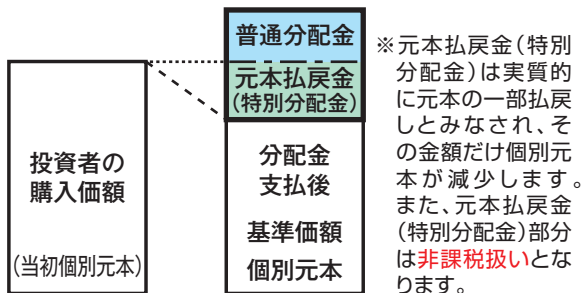 普通分配金
元本払戻金
(特別分配金)
投資者の
購入価額
(当初個別元本)
分配金
支払後
基準価額
個別元本
※元本払戻金(特別
分配金)は実質的
に元本の一部払戻
しとみなされ、そ
の金額だけ個別元
本が減少します。
また、元本払戻金
(特別分配金)部分
は非課税扱いとな
ります。